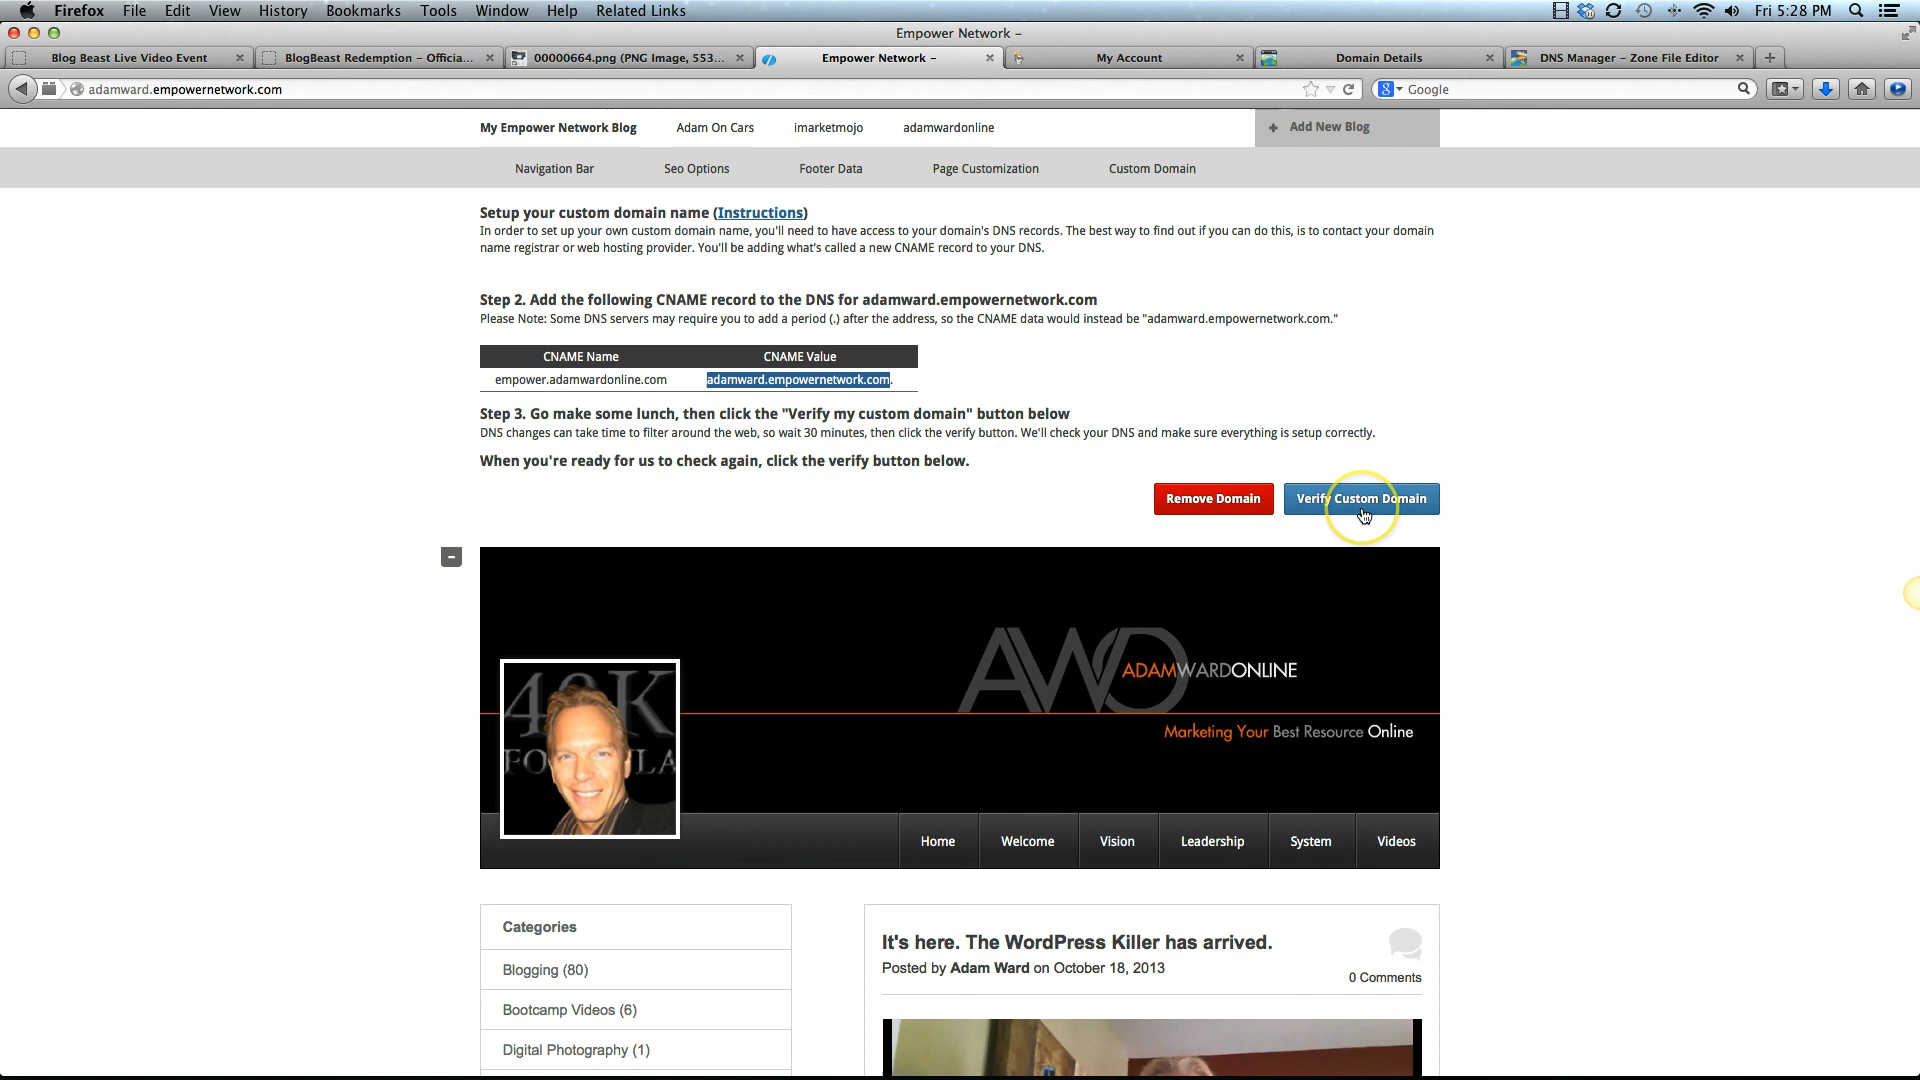 Firefox File Edit View History Bookmarks Tools Window Help Related Links Fri 5:28 PM
Empower Network –
Blog Beast Live Video Event BlogBeast Redemption – Officia... 00000664.png (PNG Image, 553... Empower Network – My Account Domain Details DNS Manager – Zone File Editor
adamward.empowernetwork.com Google
My Empower Network Blog Adam On Cars imarketmojo adamwardonline + Add New Blog
Navigation Bar Seo Options Footer Data Page Customization Custom Domain
Setup your custom domain name (Instructions)
In order to set up your own custom domain name, you'll need to have access to your domain's DNS records. The best way to find out if you can do this, is to contact your domain
name registrar or web hosting provider. You'll be adding what's called a new CNAME record to your DNS.
Step 2. Add the following CNAME record to the DNS for adamward.empowernetwork.com
Please Note: Some DNS servers may require you to add a period (.) after the address, so the CNAME data would instead be "adamward.empowernetwork.com."
CNAME Name CNAME Value
empower.adamwardonline.com adamward.empowernetwork.com.
Step 3. Go make some lunch, then click the "Verify my custom domain" button below
DNS changes can take time to filter around the web, so wait 30 minutes, then click the verify button. We'll check your DNS and make sure everything is setup correctly.
When you're ready for us to check again, click the verify button below.
Remove Domain Verify Custom Domain
AWO ADAMWARDONLINE
Marketing Your Best Resource Online
40K
FORMULA
Home Welcome Vision Leadership System Videos
Categories
Blogging (80)
Bootcamp Videos (6)
Digital Photography (1)
It's here. The WordPress Killer has arrived.
Posted by Adam Ward on October 18, 2013
0 Comments